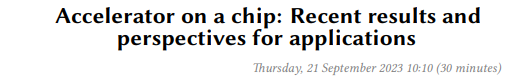 Accelerator on a chip: Recent results and
perspectives for applications
Thursday, 21 September 2023 10:10 (30 minutes)